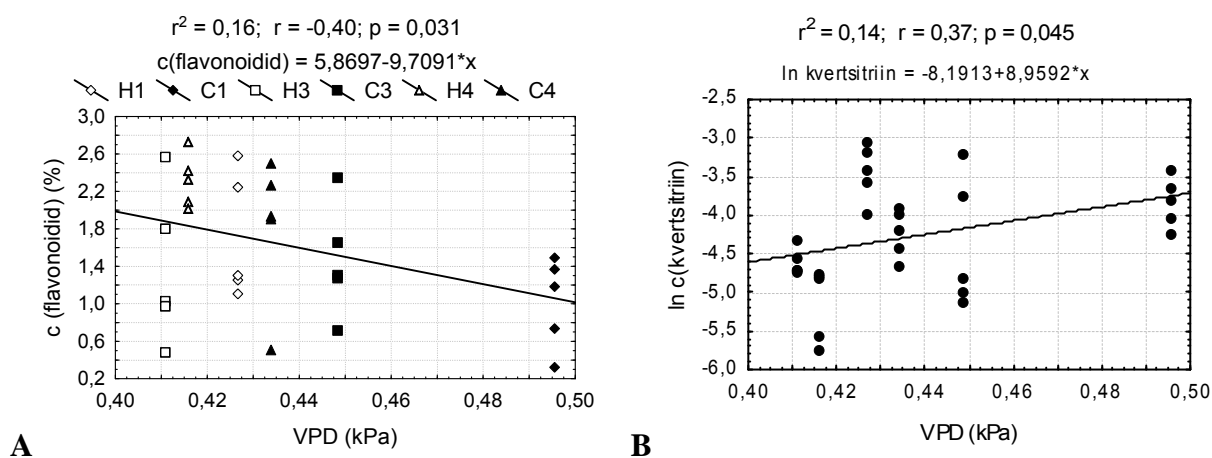 r² = 0,16; r = -0,40; p = 0,031
c(flavonoidid) = 5,8697-9,7091*x
H1 C1 H3 C3 H4 C4
3,0
2,6
2,2
1,8
1,4
1,0
0,6
0,2
c (flavonoidid) (%)
0,40 0,42 0,44 0,46 0,48 0,50
VPD (kPa)
A
r² = 0,14; r = 0,37; p = 0,045
ln kvertsitriin = -8,1913+8,9592*x
-2,5
-3,0
-3,5
-4,0
-4,5
-5,0
-5,5
-6,0
ln c(kvertsitriin)
0,40 0,42 0,44 0,46 0,48 0,50
VPD (kPa)
B